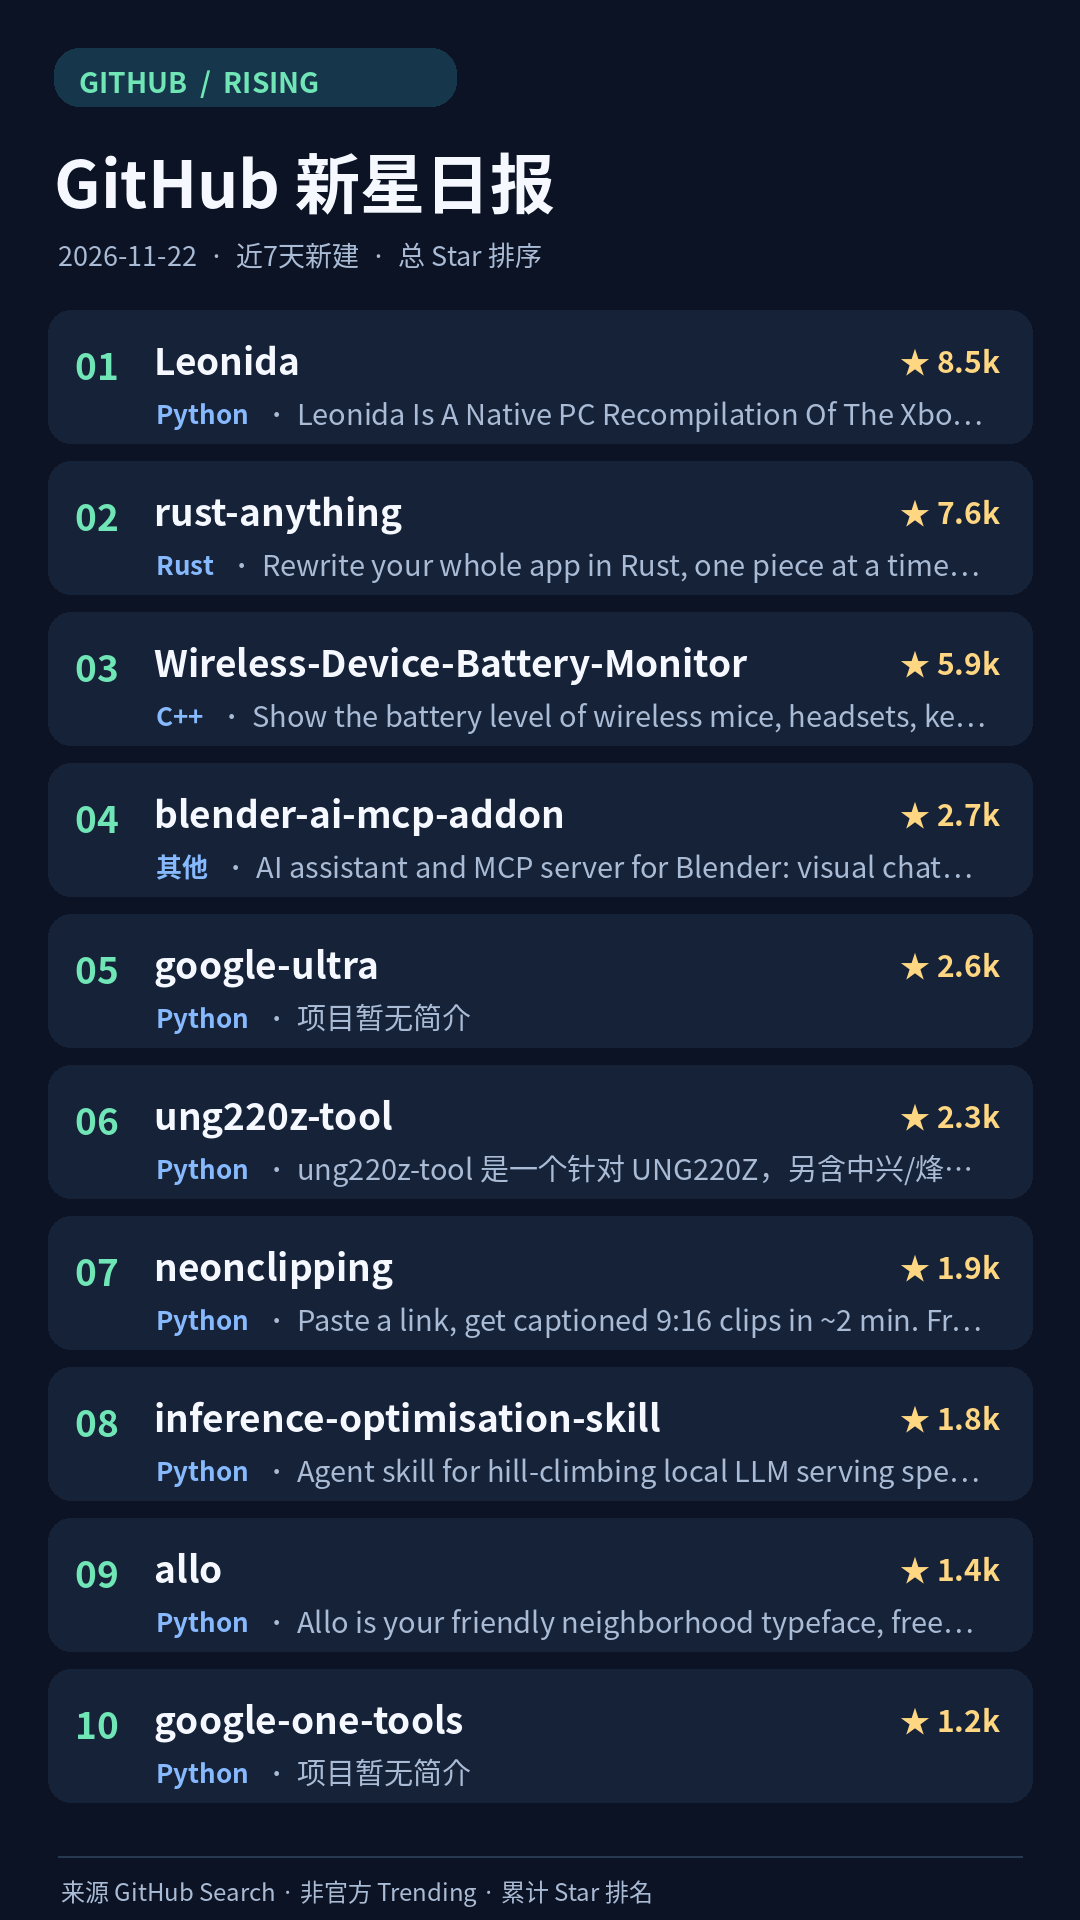 GITHUB / RISING
GitHub 新星日报
2026-11-22 · 近7天新建 · 总 Star 排序
01 Leonida ★ 8.5k
Python · Leonida Is A Native PC Recompilation Of The Xbo…
02 rust-anything ★ 7.6k
Rust · Rewrite your whole app in Rust, one piece at a time…
03 Wireless-Device-Battery-Monitor ★ 5.9k
C++ · Show the battery level of wireless mice, headsets, ke…
04 blender-ai-mcp-addon ★ 2.7k
其他 · AI assistant and MCP server for Blender: visual chat…
05 google-ultra ★ 2.6k
Python · 项目暂无简介
06 ung220z-tool ★ 2.3k
Python · ung220z-tool 是一个针对 UNG220Z，另含中兴/烽…
07 neonclipping ★ 1.9k
Python · Paste a link, get captioned 9:16 clips in ~2 min. Fr…
08 inference-optimisation-skill ★ 1.8k
Python · Agent skill for hill-climbing local LLM serving spe…
09 allo ★ 1.4k
Python · Allo is your friendly neighborhood typeface, free…
10 google-one-tools ★ 1.2k
Python · 项目暂无简介
来源 GitHub Search · 非官方 Trending · 累计 Star 排名